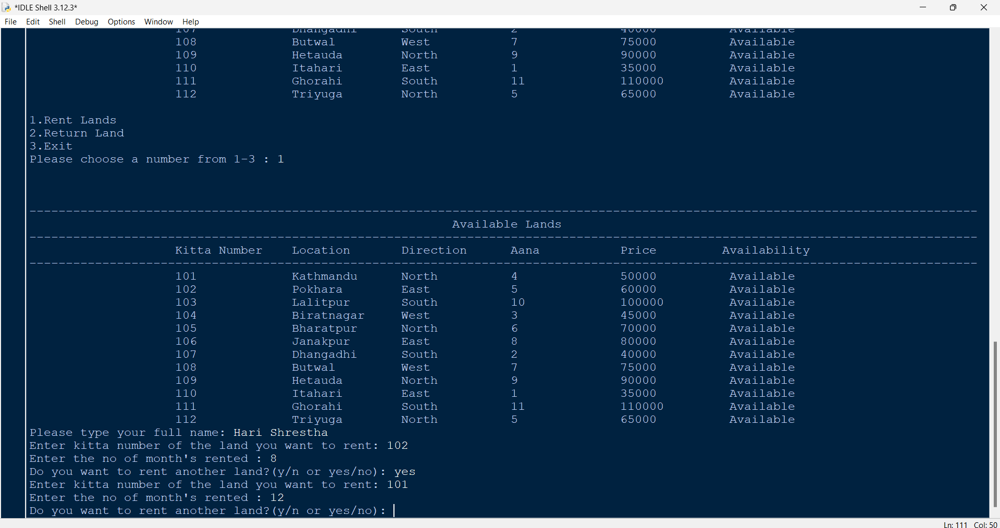 *IDLE Shell 3.12.3*
File Edit Shell Debug Options Window Help
107 Dhangadhi South 2 40000 Available
108 Butwal West 7 75000 Available
109 Hetauda North 9 90000 Available
110 Itahari East 1 35000 Available
111 Ghorahi South 11 110000 Available
112 Triyuga North 5 65000 Available
1.Rent Lands
2.Return Land
3.Exit
Please choose a number from 1-3 : 1
Available Lands
Kitta Number Location Direction Aana Price Availability
101 Kathmandu North 4 50000 Available
102 Pokhara East 5 60000 Available
103 Lalitpur South 10 100000 Available
104 Biratnagar West 3 45000 Available
105 Bharatpur North 6 70000 Available
106 Janakpur East 8 80000 Available
107 Dhangadhi South 2 40000 Available
108 Butwal West 7 75000 Available
109 Hetauda North 9 90000 Available
110 Itahari East 1 35000 Available
111 Ghorahi South 11 110000 Available
112 Triyuga North 5 65000 Available
Please type your full name: Hari Shrestha
Enter kitta number of the land you want to rent: 102
Enter the no of month's rented : 8
Do you want to rent another land?(y/n or yes/no): yes
Enter kitta number of the land you want to rent: 101
Enter the no of month's rented : 12
Do you want to rent another land?(y/n or yes/no):
Ln: 111 Col: 50